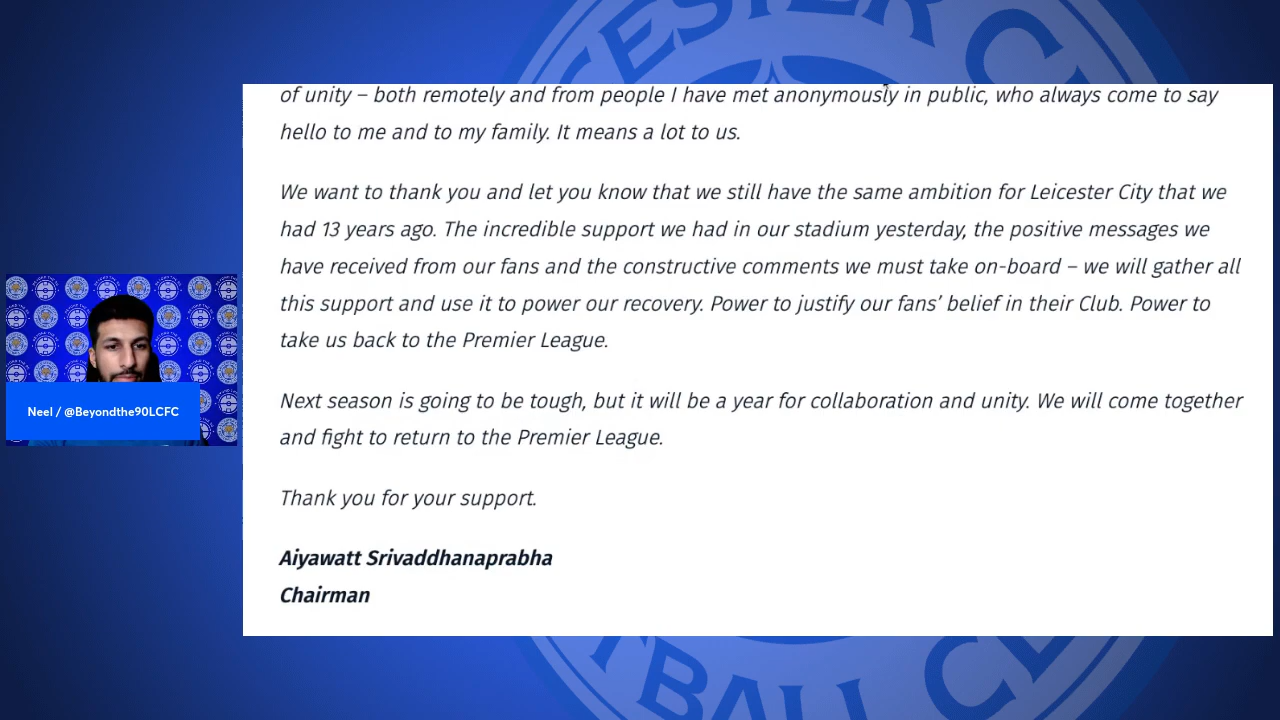 ESTER C
of unity – both remotely and from people I have met anonymously in public, who always come to say
hello to me and to my family. It means a lot to us.
We want to thank you and let you know that we still have the same ambition for Leicester City that we
had 13 years ago. The incredible support we had in our stadium yesterday, the positive messages we
have received from our fans and the constructive comments we must take on-board – we will gather all
this support and use it to power our recovery. Power to justify our fans’ belief in their Club. Power to
take us back to the Premier League.
Next season is going to be tough, but it will be a year for collaboration and unity. We will come together
and fight to return to the Premier League.
Thank you for your support.
Aiyawatt Srivaddhanaprabha
Chairman
Neel / @Beyondthe90LCFC
TBALL CL